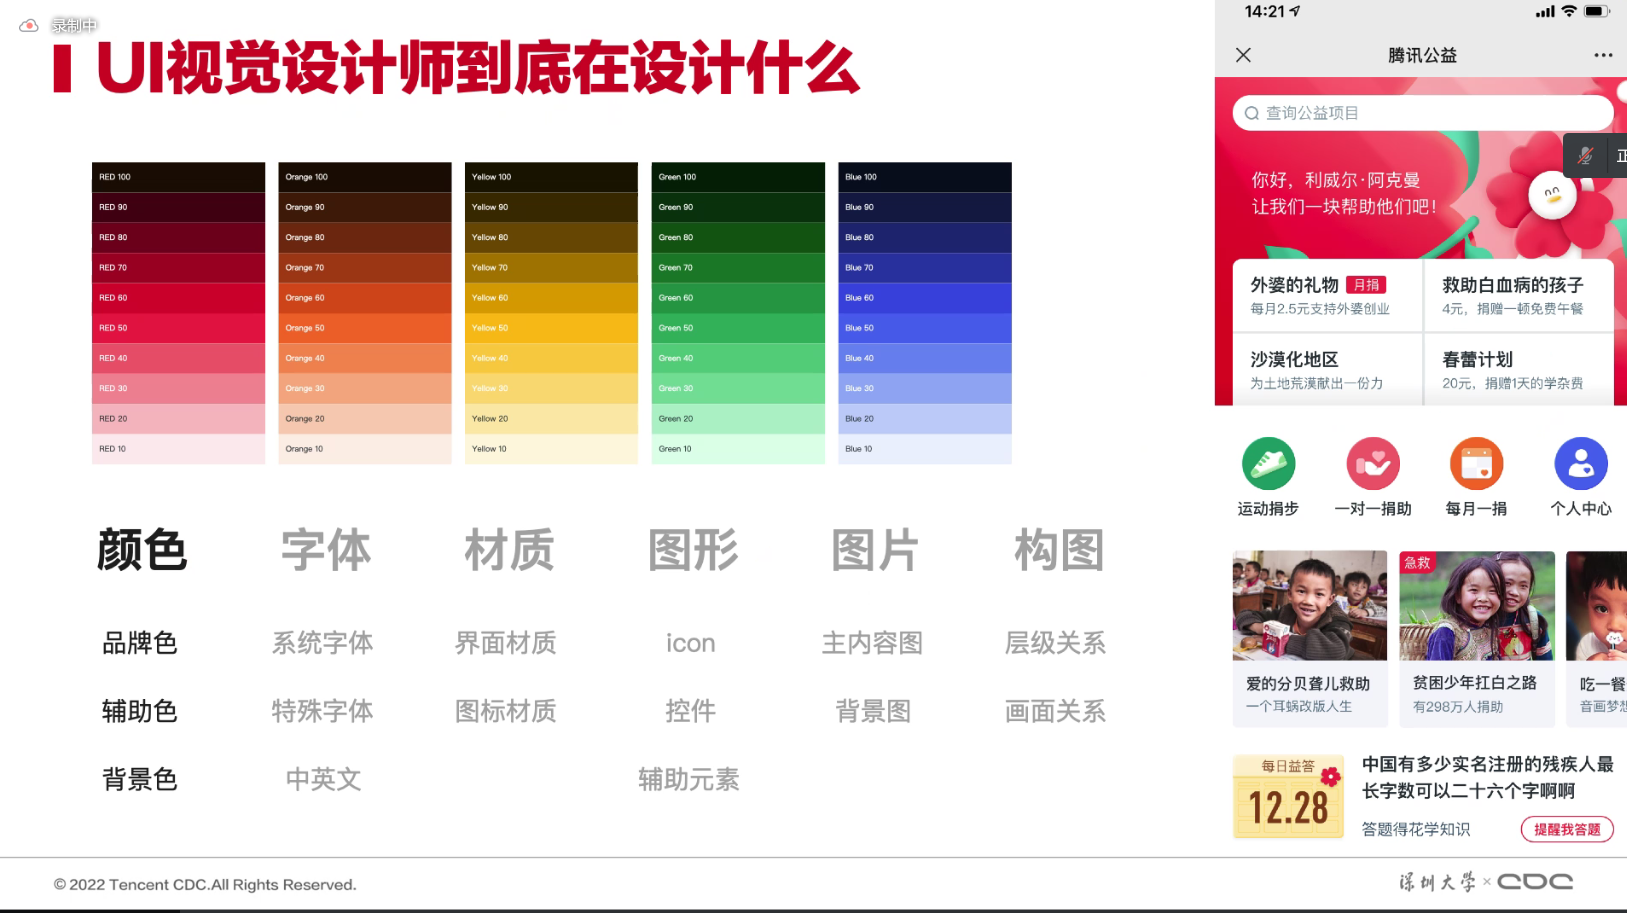 录制中
UI视觉设计师到底在设计什么
RED 100
RED 90
RED 80
RED 70
RED 60
RED 50
RED 40
RED 30
RED 20
RED 10
Orange 100
Orange 90
Orange 80
Orange 70
Orange 60
Orange 50
Orange 40
Orange 30
Orange 20
Orange 10
Yellow 100
Yellow 90
Yellow 80
Yellow 70
Yellow 60
Yellow 50
Yellow 40
Yellow 30
Yellow 20
Yellow 10
Green 100
Green 90
Green 80
Green 70
Green 60
Green 50
Green 40
Green 30
Green 20
Green 10
Blue 100
Blue 90
Blue 80
Blue 70
Blue 60
Blue 50
Blue 40
Blue 30
Blue 20
Blue 10
颜色 字体 材质 图形 图片 构图
品牌色 系统字体 界面材质 icon 主内容图 层级关系
辅助色 特殊字体 图标材质 控件 背景图 画面关系
背景色 中英文 辅助元素
14:21
腾讯公益
查询公益项目
正
你好，利威尔·阿克曼
让我们一块帮助他们吧！
外婆的礼物 月捐
每月2.5元支持外婆创业
救助白血病的孩子
4元，捐赠一顿免费午餐
沙漠化地区
为土地荒漠献出一份力
春蕾计划
20元，捐赠1天的学杂费
运动捐步 一对一捐助 每月一捐 个人中心
爱的分贝聋儿救助
一个耳蜗改版人生
急救
贫困少年扛白之路
有298万人捐助
吃一餐
音画梦想
每日益答
12.28
中国有多少实名注册的残疾人最
长字数可以二十六个字啊啊
答题得花学知识
提醒我答题
© 2022 Tencent CDC.All Rights Reserved.
深圳大学 × CDC